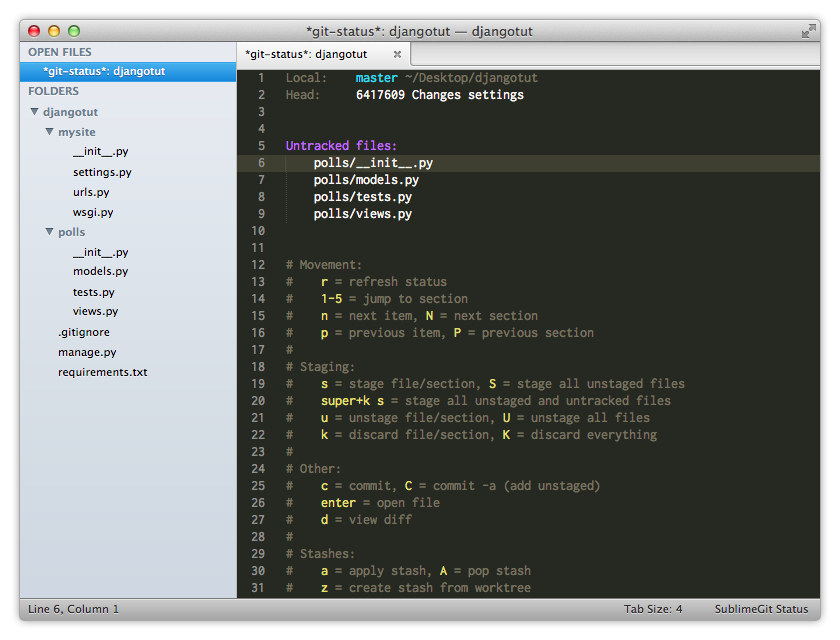 *git-status*: djangotut — djangotut
OPEN FILES
*git-status*: djangotut
FOLDERS
djangotut
mysite
__init__.py
settings.py
urls.py
wsgi.py
polls
__init__.py
models.py
tests.py
views.py
.gitignore
manage.py
requirements.txt
*git-status*: djangotut
1 Local: master ~/Desktop/djangotut
2 Head: 6417609 Changes settings
3
4
5 Untracked files:
6 polls/__init__.py
7 polls/models.py
8 polls/tests.py
9 polls/views.py
10
11
12 # Movement:
13 # r = refresh status
14 # 1-5 = jump to section
15 # n = next item, N = next section
16 # p = previous item, P = previous section
17 #
18 # Staging:
19 # s = stage file/section, S = stage all unstaged files
20 # super+k s = stage all unstaged and untracked files
21 # u = unstage file/section, U = unstage all files
22 # k = discard file/section, K = discard everything
23 #
24 # Other:
25 # c = commit, C = commit -a (add unstaged)
26 # enter = open file
27 # d = view diff
28 #
29 # Stashes:
30 # a = apply stash, A = pop stash
31 # z = create stash from worktree
Line 6, Column 1
Tab Size: 4
SublimeGit Status